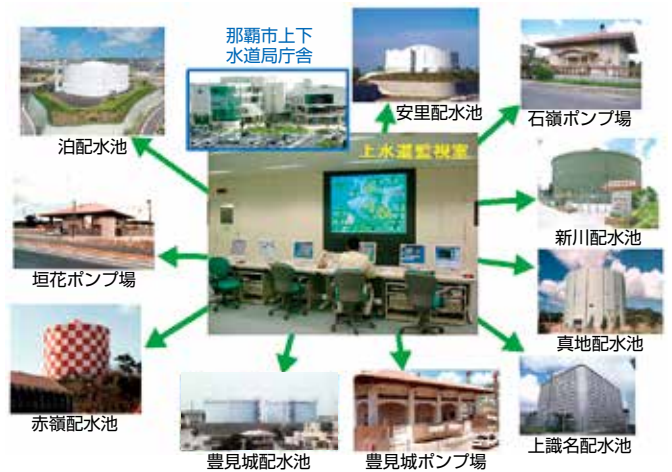 那覇市上下
水道局庁舎
安里配水池
石嶺ポンプ場
泊配水池
上水道監視室
新川配水池
垣花ポンプ場
真地配水池
赤嶺配水池
豊見城配水池
豊見城ポンプ場
上識名配水池